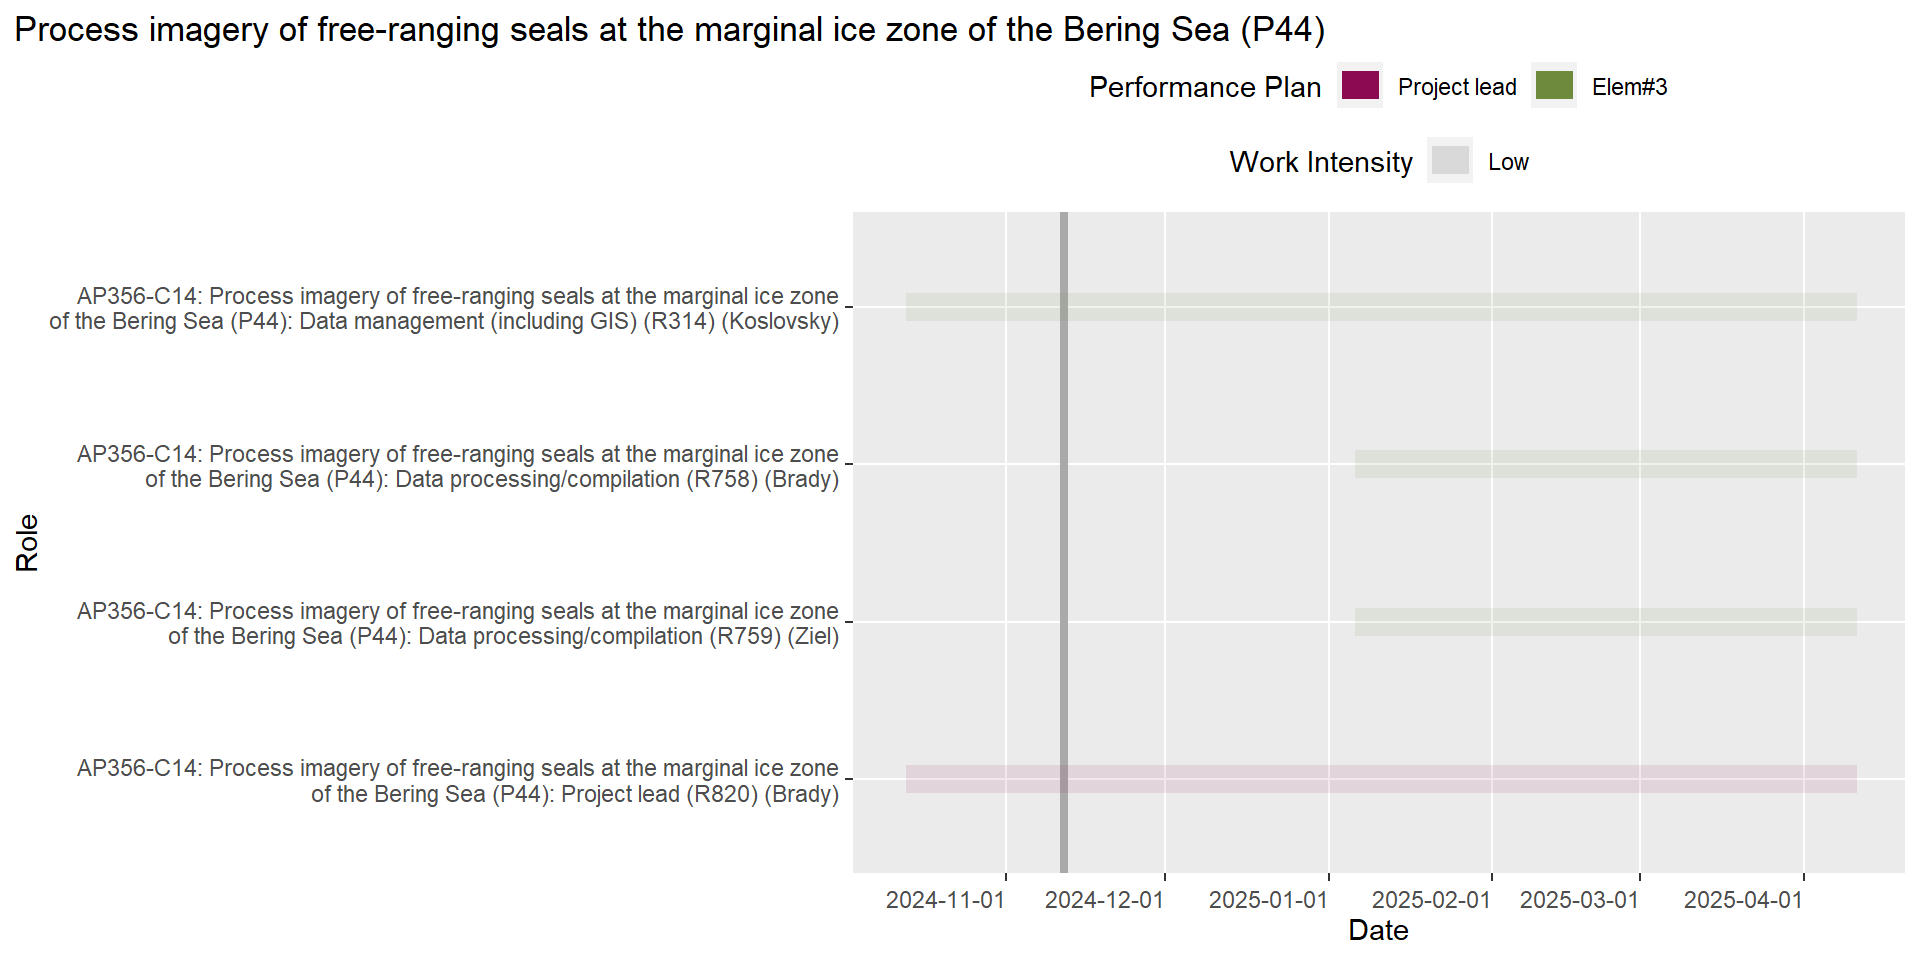 Process imagery of free-ranging seals at the marginal ice zone of the Bering Sea (P44)
Performance Plan Project lead Elem#3
Work Intensity Low
AP356-C14: Process imagery of free-ranging seals at the marginal ice zone
of the Bering Sea (P44): Data management (including GIS) (R314) (Koslovsky)
AP356-C14: Process imagery of free-ranging seals at the marginal ice zone
of the Bering Sea (P44): Data processing/compilation (R758) (Brady)
AP356-C14: Process imagery of free-ranging seals at the marginal ice zone
of the Bering Sea (P44): Data processing/compilation (R759) (Ziel)
AP356-C14: Process imagery of free-ranging seals at the marginal ice zone
of the Bering Sea (P44): Project lead (R820) (Brady)
Role
2024-11-01 2024-12-01 2025-01-01 2025-02-01 2025-03-01 2025-04-01
Date